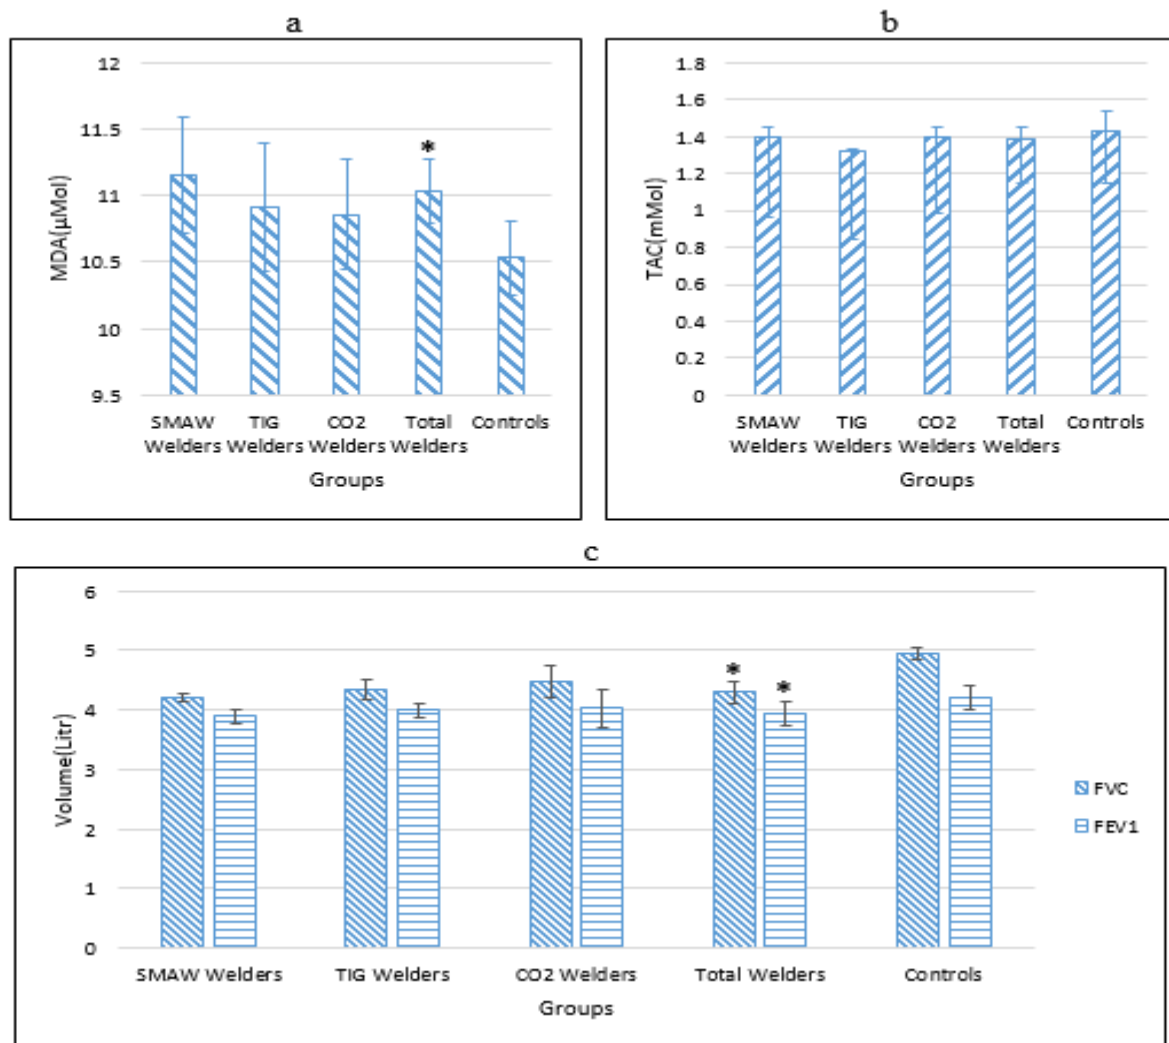 a
12
11.5
11
10.5
10
9.5
MDA(µMol)
*
SMAW Welders
TIG Welders
CO2 Welders
Total Welders
Controls
Groups
b
1.8
1.6
1.4
1.2
1
0.8
0.6
0.4
0.2
0
TAC(mMol)
SMAW Welders
TIG Welders
CO2 Welders
Total Welders
Controls
Groups
c
6
5
4
3
2
1
0
Volume(Litr)
*
*
FVC
FEV1
SMAW Welders
TIG Welders
CO2 Welders
Total Welders
Controls
Groups